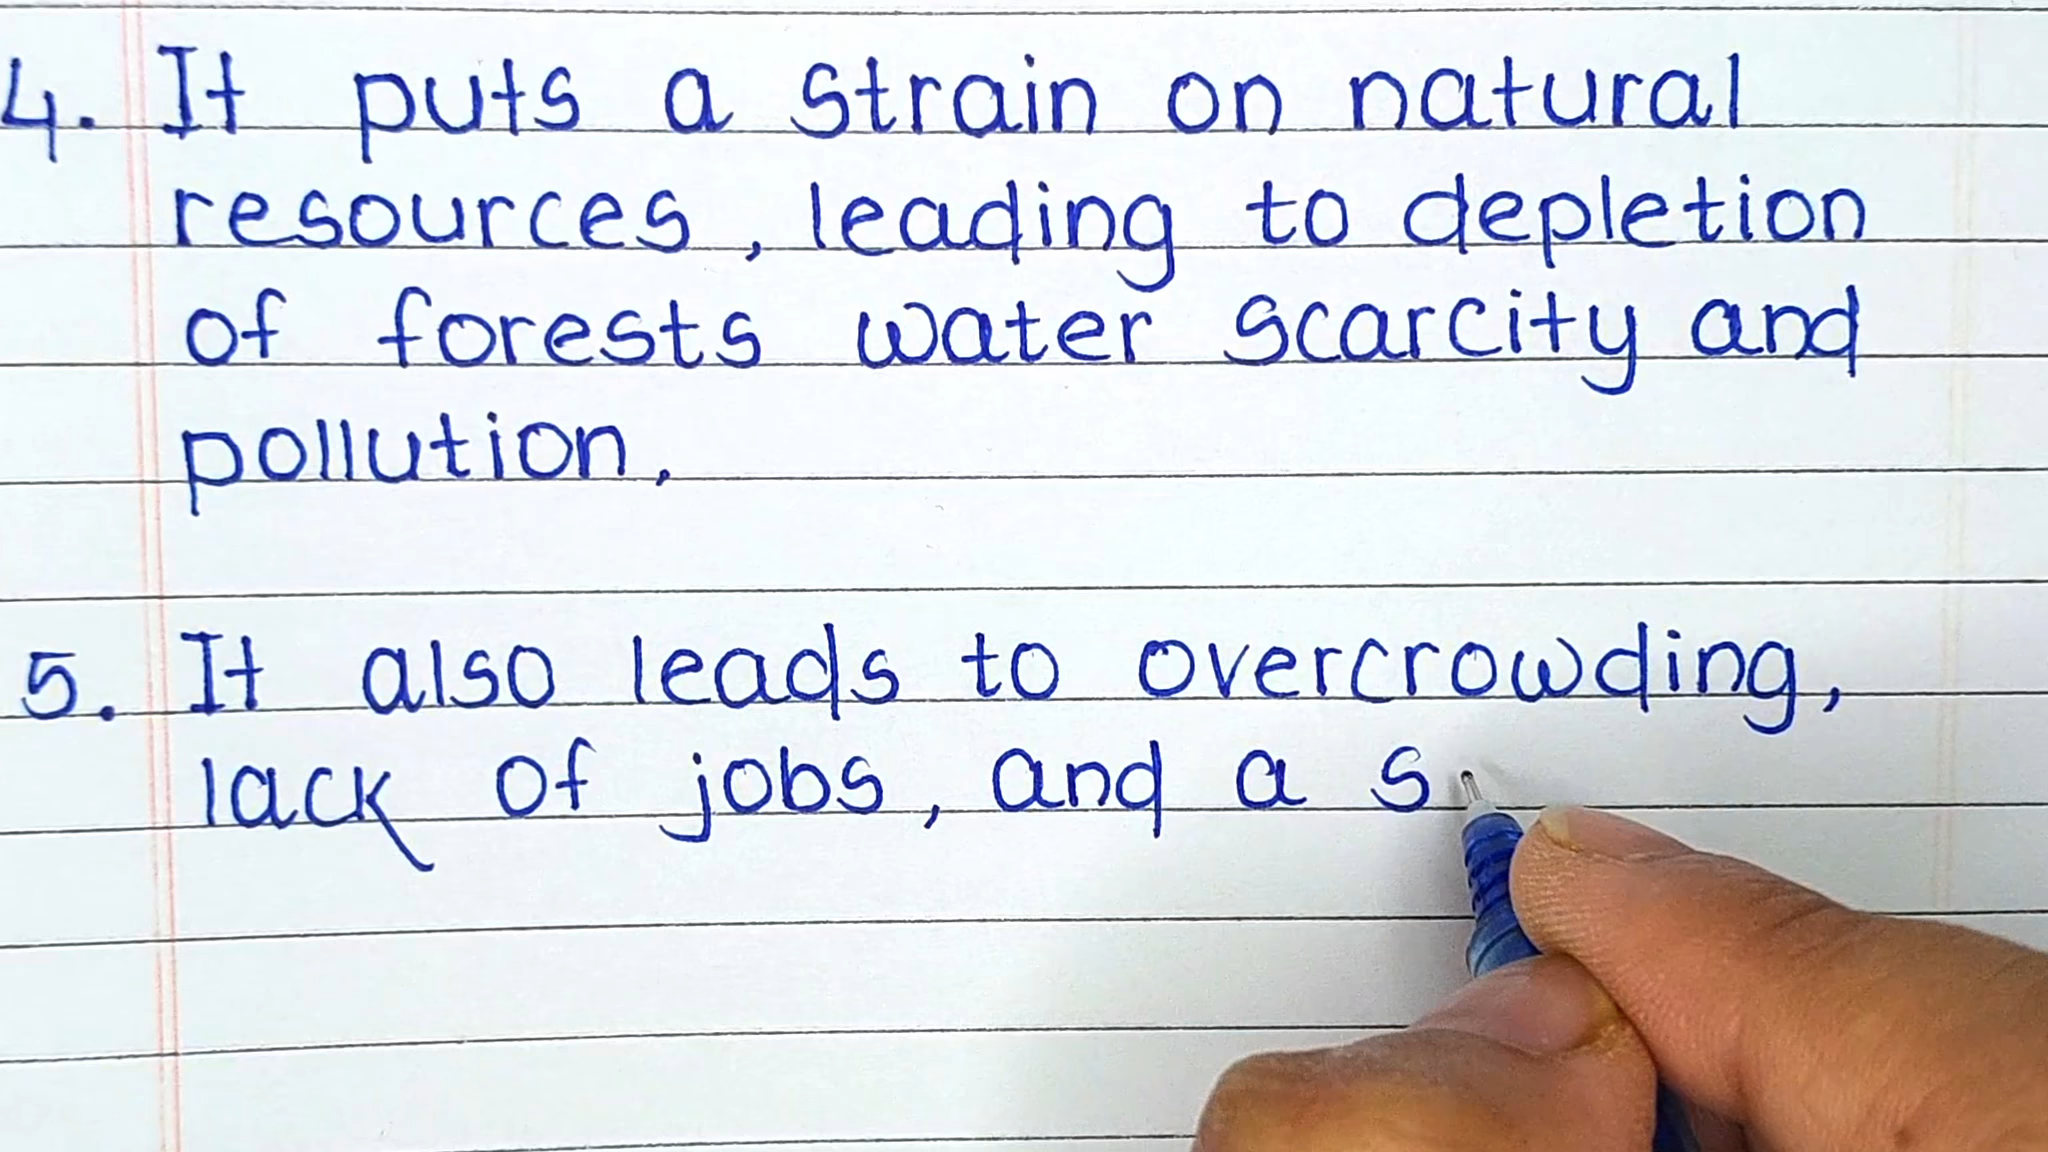 4. It puts a strain on natural
resources, leading to depletion
of forests water scarcity and
pollution.
5. It also leads to overcrowding,
lack of jobs, and a s